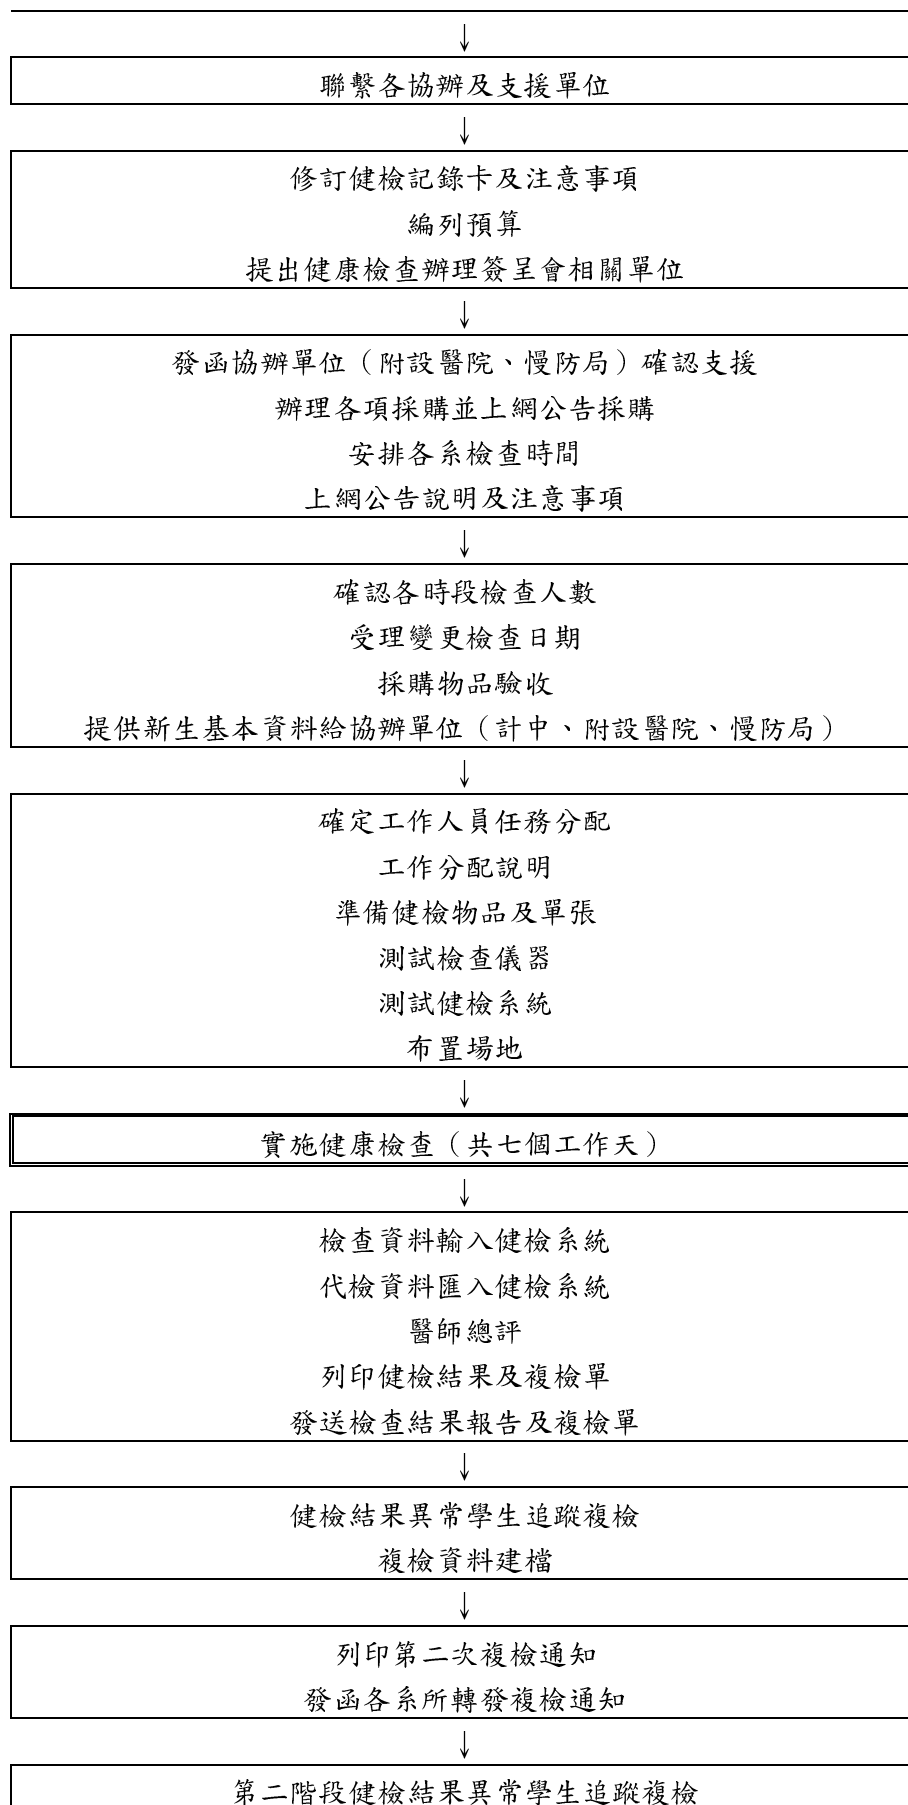 ↓
聯繫各協辦及支援單位
↓
修訂健檢記錄卡及注意事項
編列預算
提出健康檢查辦理簽呈會相關單位
↓
發函協辦單位（附設醫院、慢防局）確認支援
辦理各項採購並上網公告採購
安排各系檢查時間
上網公告說明及注意事項
↓
確認各時段檢查人數
受理變更檢查日期
採購物品驗收
提供新生基本資料給協辦單位（計中、附設醫院、慢防局）
↓
確定工作人員任務分配
工作分配說明
準備健檢物品及單張
測試檢查儀器
測試健檢系統
布置場地
↓
實施健康檢查（共七個工作天）
↓
檢查資料輸入健檢系統
代檢資料匯入健檢系統
醫師總評
列印健檢結果及複檢單
發送檢查結果報告及複檢單
↓
健檢結果異常學生追蹤複檢
複檢資料建檔
↓
列印第二次複檢通知
發函各系所轉發複檢通知
↓
第二階段健檢結果異常學生追蹤複檢